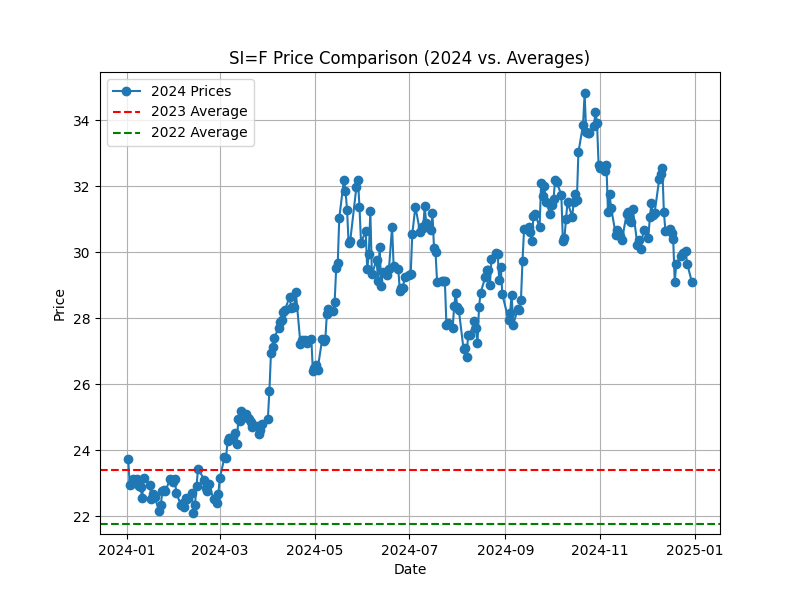 SI=F Price Comparison (2024 vs. Averages)
2024 Prices
2023 Average
2022 Average
Price
34
32
30
28
26
24
22
2024-01
2024-03
2024-05
2024-07
2024-09
2024-11
2025-01
Date